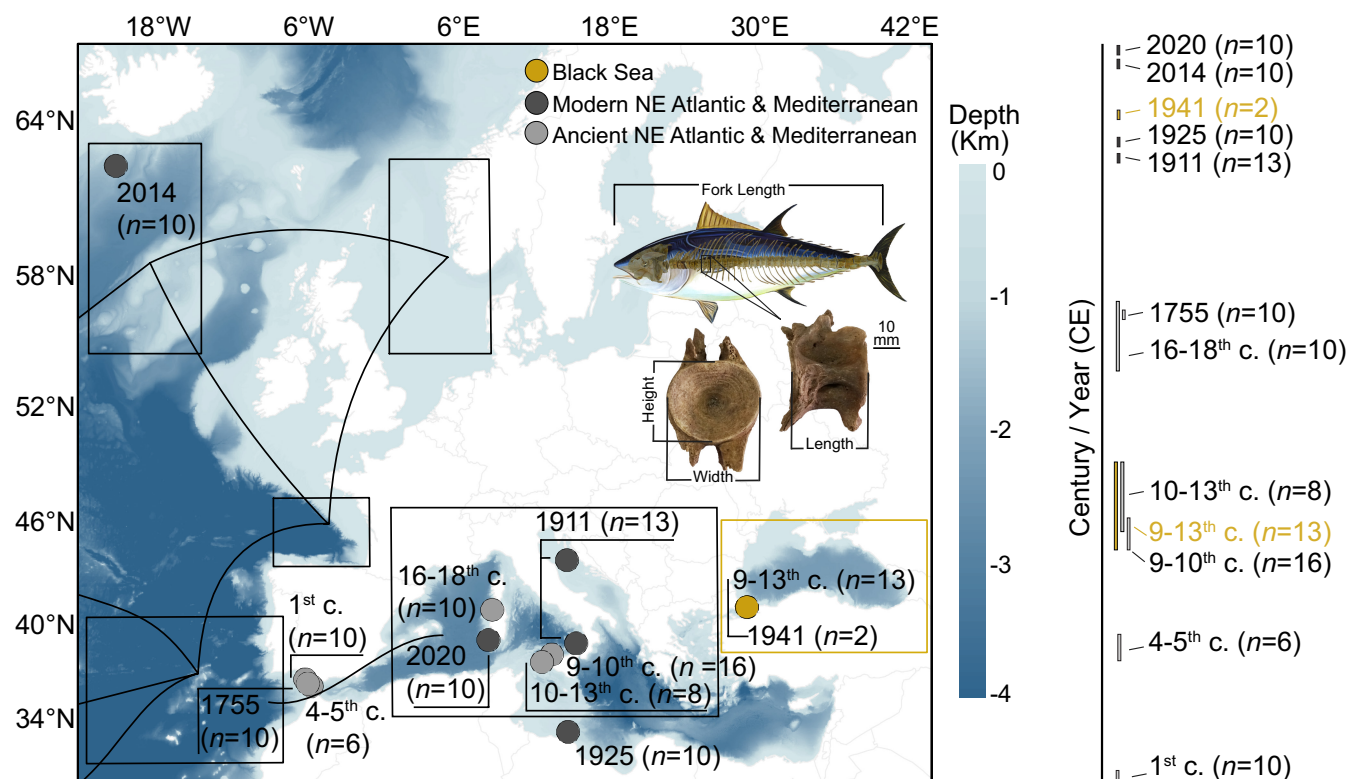 18°W 6°W 6°E 18°E 30°E 42°E
64°N
58°N
52°N
46°N
40°N
34°N
Black Sea
Modern NE Atlantic & Mediterranean
Ancient NE Atlantic & Mediterranean
2014
(n=10)
Fork Length
10
mm
Height
Width
Length
1911 (n=13)
16-18th c.
(n=10)
1st c.
(n=10)
9-13th c. (n=13)
1941 (n=2)
2020
(n=10)
9-10th c. (n =16)
10-13th c. (n=8)
1755
(n=10)
4-5th c.
(n=6)
1925 (n=10)
Depth
(Km)
0
-1
-2
-3
-4
Century / Year (CE)
2020 (n=10)
2014 (n=10)
1941 (n=2)
1925 (n=10)
1911 (n=13)
1755 (n=10)
16-18th c. (n=10)
10-13th c. (n=8)
9-13th c. (n=13)
9-10th c. (n=16)
4-5th c. (n=6)
1st c. (n=10)